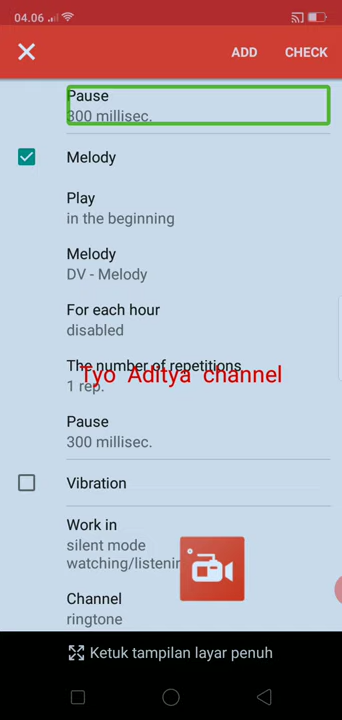 04.06
ADD CHECK
Pause
300 millisec.
Melody
Play
in the beginning
Melody
DV - Melody
For each hour
disabled
The number of repetitions
Tyo Aditya channel
1 rep.
Pause
300 millisec.
Vibration
Work in
silent mode
watching/listenin
Channel
ringtone
Ketuk tampilan layar penuh